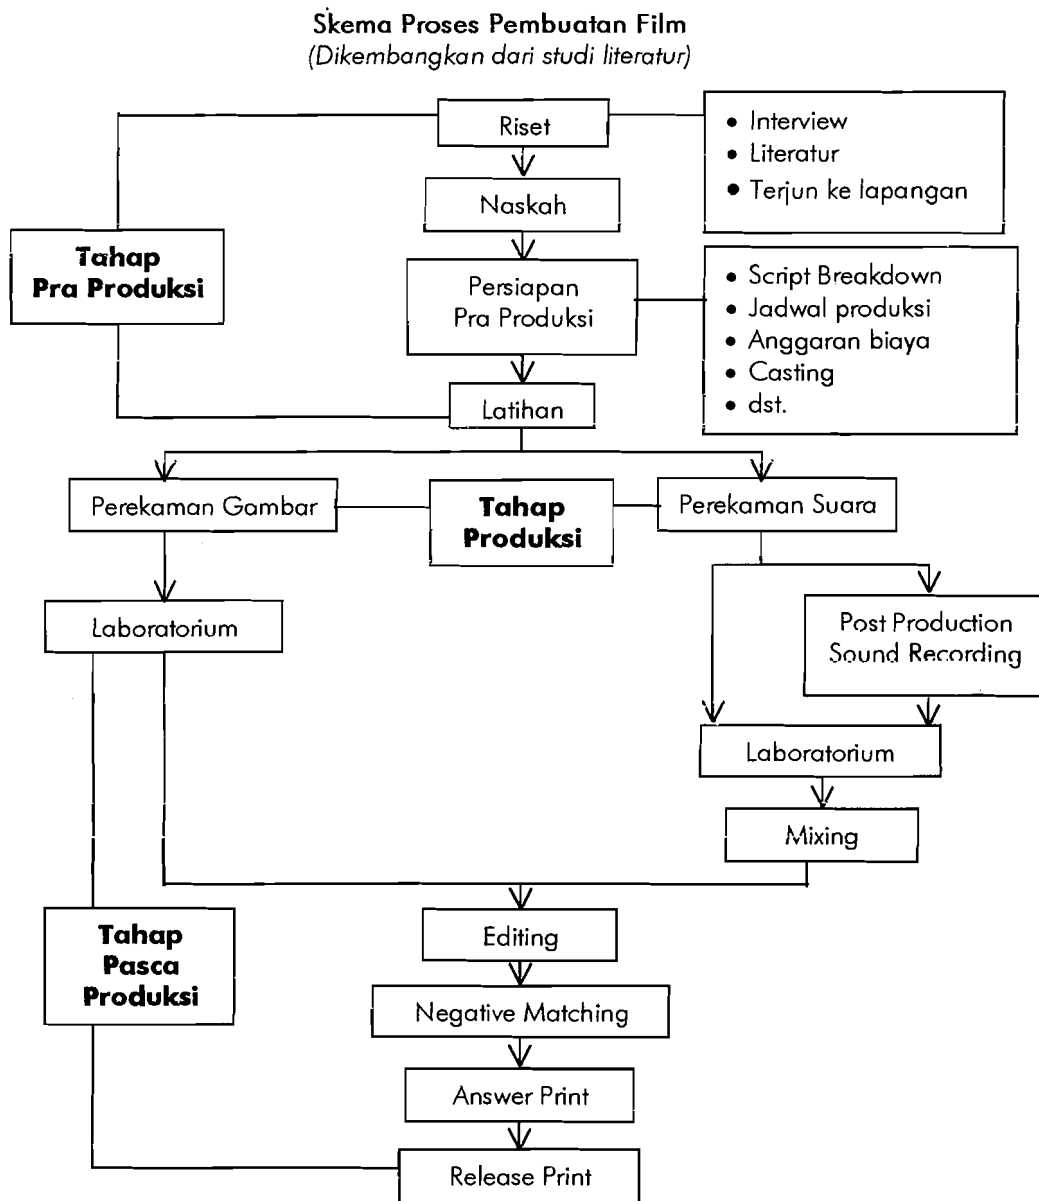 Skema Proses Pembuatan Film
(Dikembangkan dari studi literatur)
Riset
• Interview
• Literatur
• Terjun ke lapangan
Naskah
Tahap
Pra Produksi
Persiapan
Pra Produksi
• Script Breakdown
• Jadwal produksi
• Anggaran biaya
• Casting
• dst.
Latihan
Perekaman Gambar
Tahap
Produksi
Perekaman Suara
Laboratorium
Post Production
Sound Recording
Laboratorium
Mixing
Tahap
Pasca
Produksi
Editing
Negative Matching
Answer Print
Release Print